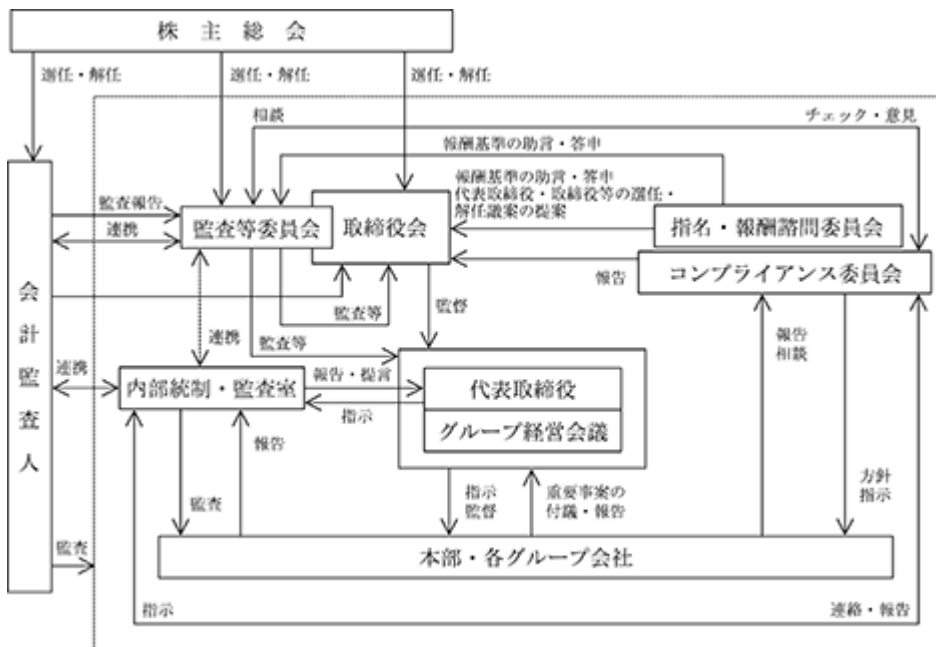 株主総会
選任・解任
選任・解任
選任・解任
相談
チェック・意見
報酬基準の助言・答申
報酬基準の助言・答申
代表取締役・取締役等の選任・
解任議案の提案
監査報告
連携
監査等委員会
取締役会
指名・報酬諮問委員会
コンプライアンス委員会
報告
会計監査人
監査等
監督
連携
監査等
報告
相談
連携
内部統制・監査室
報告・提言
指示
代表取締役
グループ経営会議
報告
監査
指示
監督
重要事案の
付議・報告
方針
指示
監査
本部・各グループ会社
指示
連絡・報告